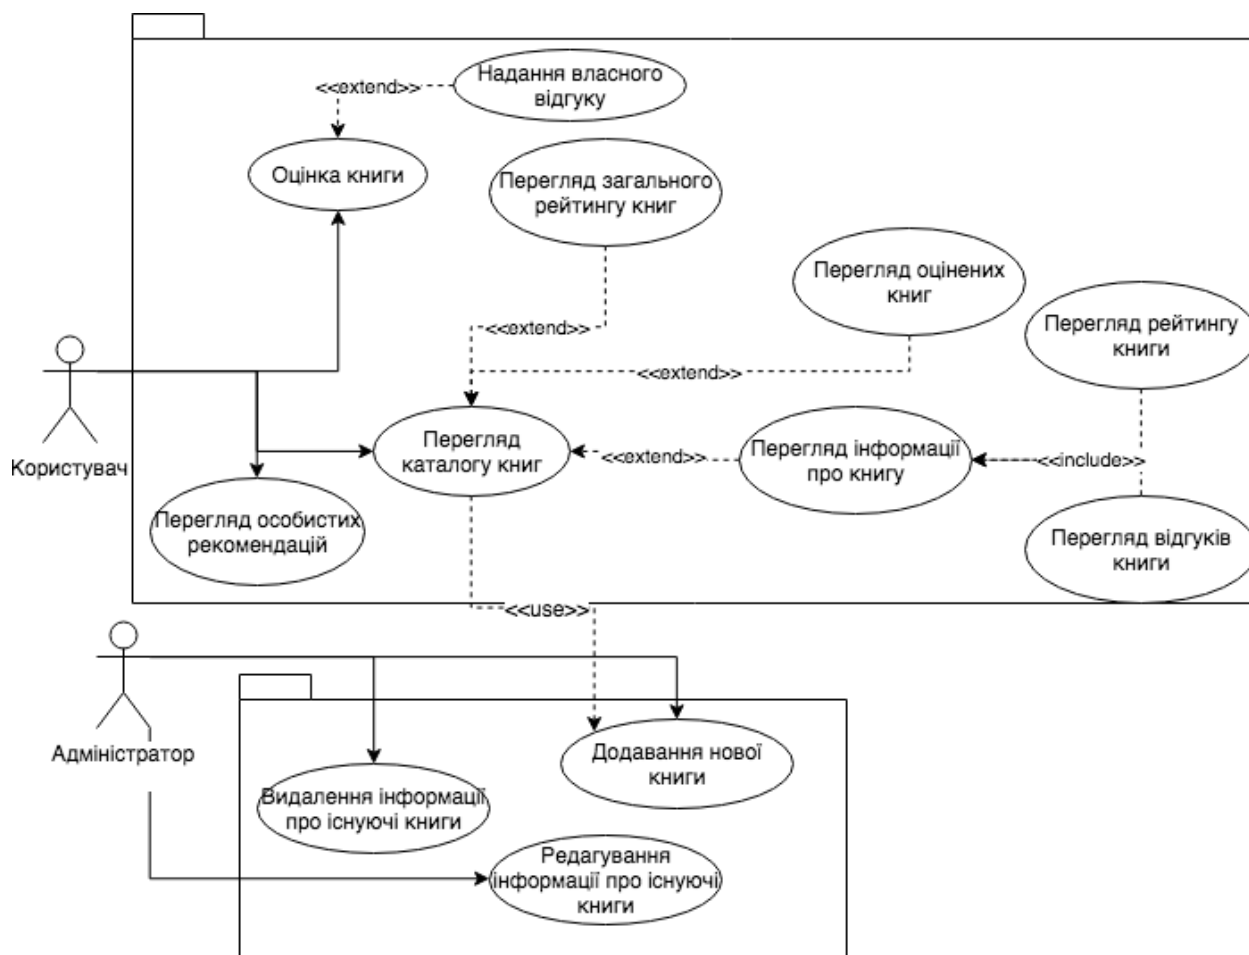 Надання власного
відгуку
<<extend>>
Оцінка книги
Перегляд загального
рейтингу книг
Перегляд оцінених
книг
Перегляд рейтингу
книги
<<extend>>
<<extend>>
Користувач
Перегляд
каталогу книг
<<extend>>
Перегляд інформації
про книгу
<<include>>
Перегляд особистих
рекомендацій
Перегляд відгуків
книги
<<use>>
Адміністратор
Додавання нової
книги
Видалення інформації
про існуючі книги
Редагування
інформації про існуючі
книги